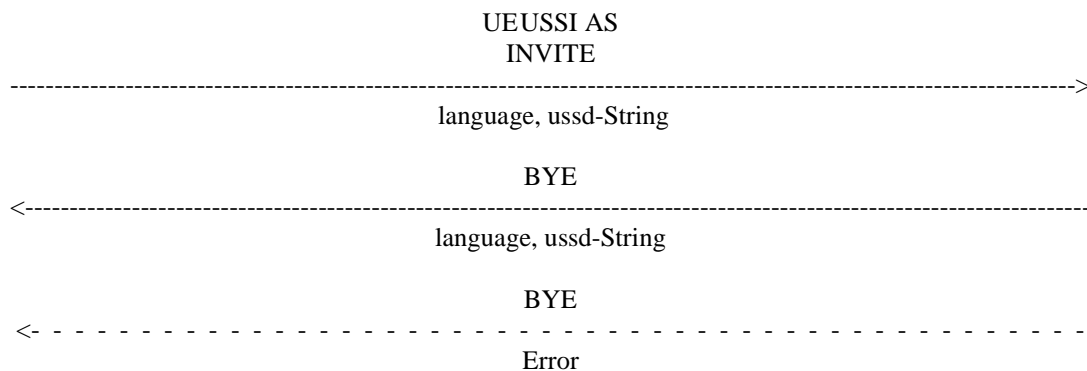 UEUSSI AS
INVITE
------------------------------------------------------------------------------------------------------------------------>
language, ussd-String
BYE
<------------------------------------------------------------------------------------------------------------------------
language, ussd-String
BYE
<- - - - - - - - - - - - - - - - - - - - - - - - - - - - - - - - - - - - - - -
Error